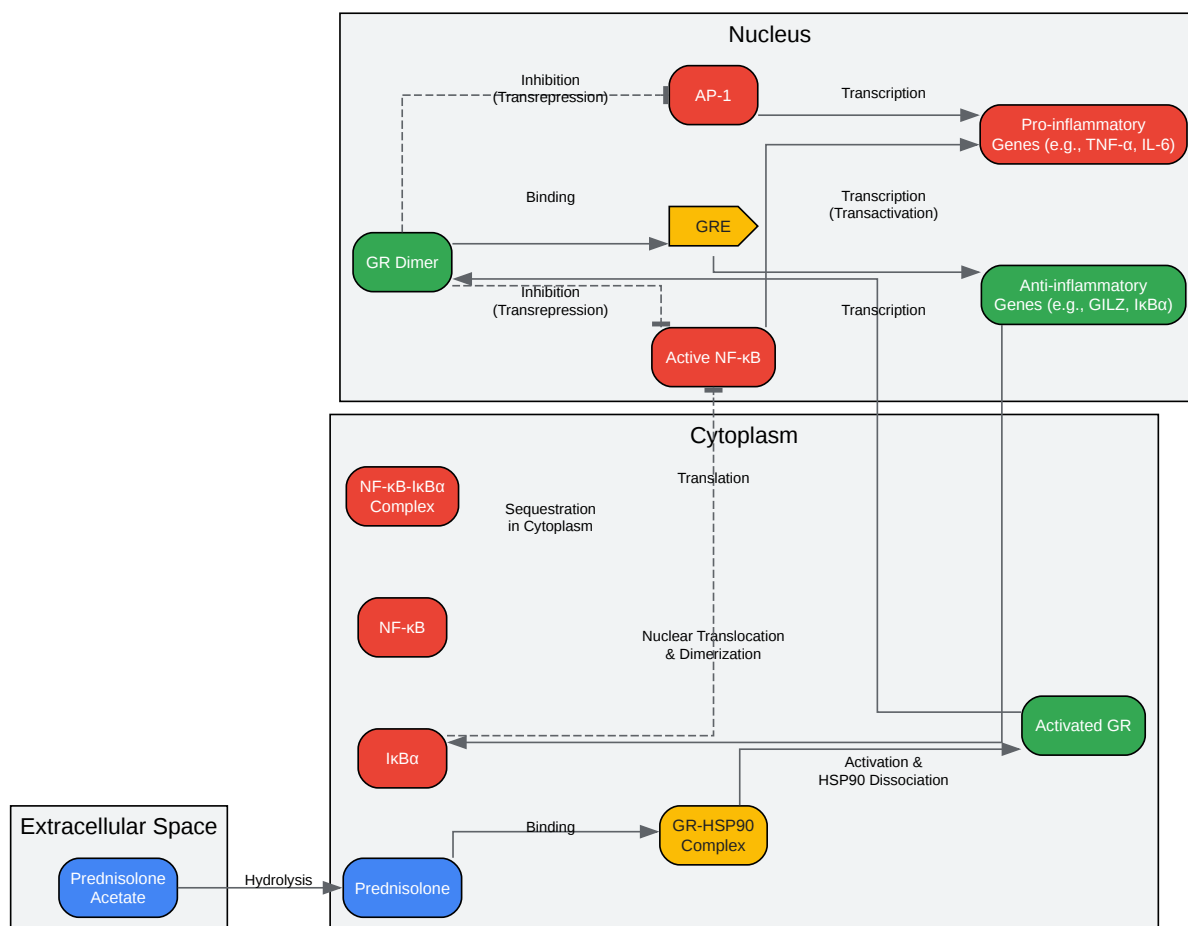 Nucleus
Inhibition
(Transrepression)
AP-1
Transcription
Pro-inflammatory
Genes (e.g., TNF-α, IL-6)
Binding
GRE
Transcription
(Transactivation)
GR Dimer
Anti-inflammatory
Genes (e.g., GILZ, IκBα)
Inhibition
(Transrepression)
Transcription
Active NF-κB
Cytoplasm
NF-κB-IκBα
Complex
Translation
Sequestration
in Cytoplasm
NF-κB
Nuclear Translocation
& Dimerization
Activated GR
IκBα
Activation &
HSP90 Dissociation
Extracellular Space
Binding
GR-HSP90
Complex
Prednisolone
Acetate
Hydrolysis
Prednisolone